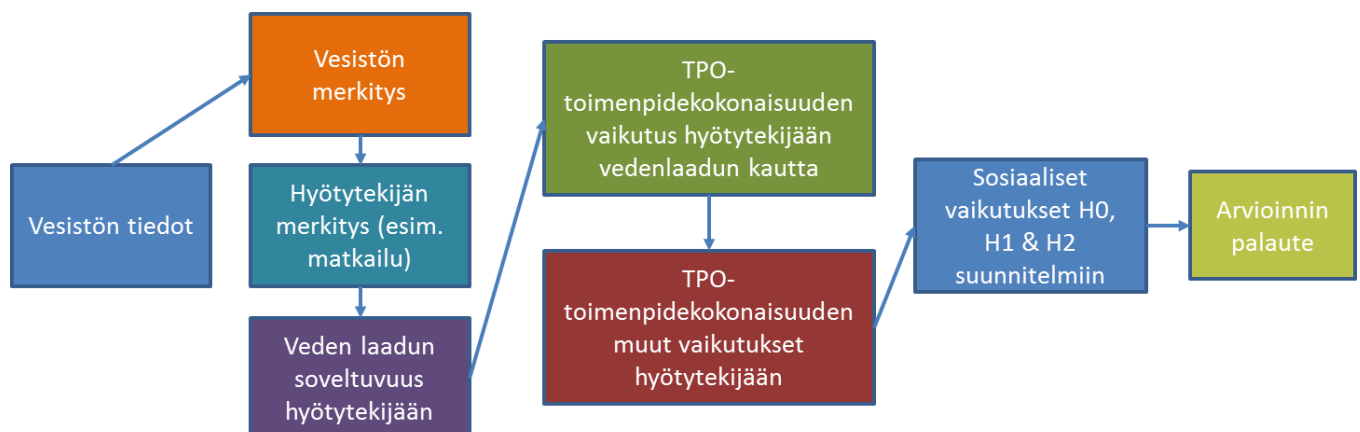 Vesistön tiedot
Vesistön
merkitys
Hyötytekijän
merkitys (esim.
matkailu)
Veden laadun
soveltuvuus
hyötytekijään
TPO-
toimenpidekokonaisuuden
vaikutus hyötytekijään
vedenlaadun kautta
TPO-
toimenpidekokonaisuuden
muut vaikutukset
hyötytekijään
Sosiaaliset
vaikutukset H0,
H1 & H2
suunnitelmiin
Arvioinnin
palaute